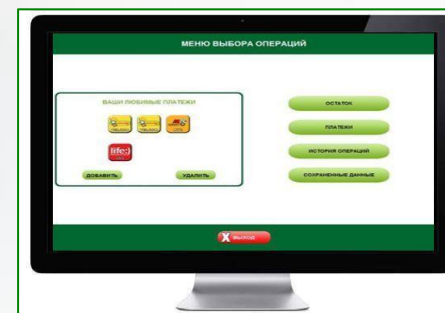 МЕНЮ ВЫБОРА ОПЕРАЦИЙ
ВАШИ ЛЮБИМЫЕ ПЛАТЕЖИ
life:)
ДОБАВИТЬ
УДАЛИТЬ
ОСТАТОК
ПЛАТЕЖИ
ИСТОРИЯ ОПЕРАЦИЙ
СОХРАНЕННЫЕ ДАННЫЕ
X ВЫХОД